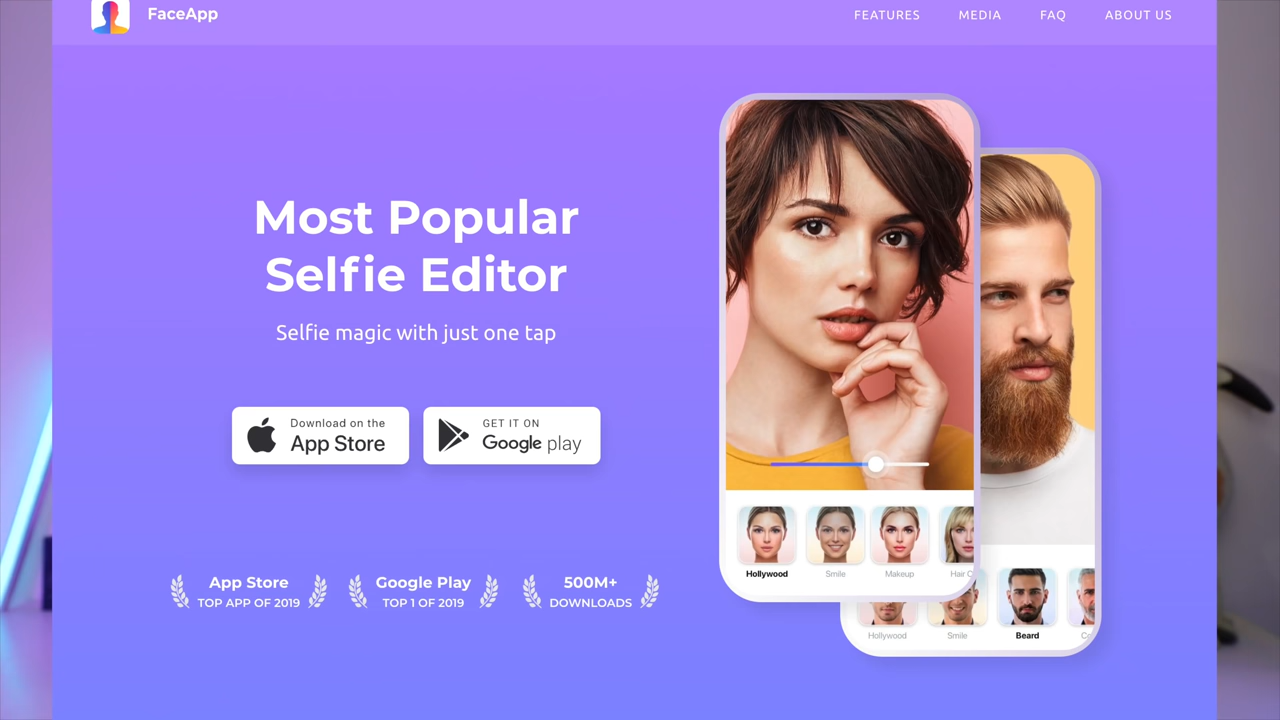 FaceApp
FEATURES
MEDIA
FAQ
ABOUT US
Most Popular
Selfie Editor
Selfie magic with just one tap
Download on the
App Store
GET IT ON
Google play
App Store
TOP APP OF 2019
Google Play
TOP 1 OF 2019
500M+
DOWNLOADS
Hollywood
Smile
Makeup
Hair C
Hollywood
Smile
Beard